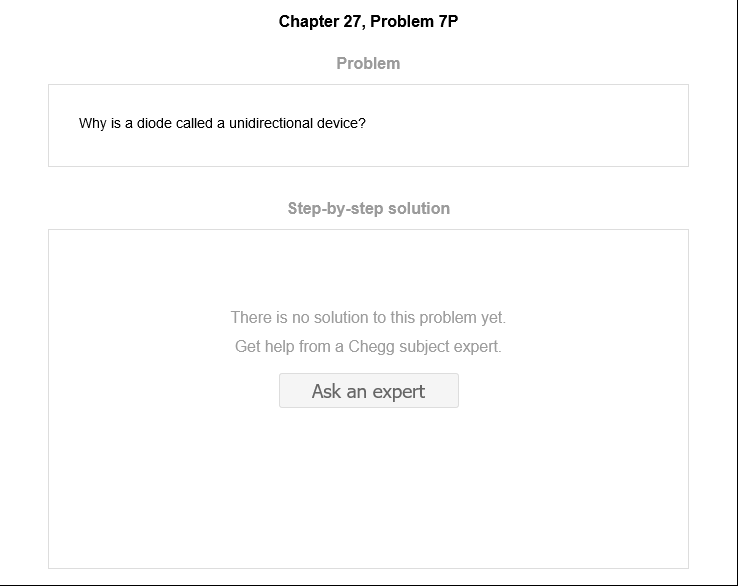 Chapter 27, Problem 7P
Problem
Why is a diode called a unidirectional device?
Step-by-step solution
There is no solution to this problem yet.
Get help from a Chegg subject expert.
Ask an expert